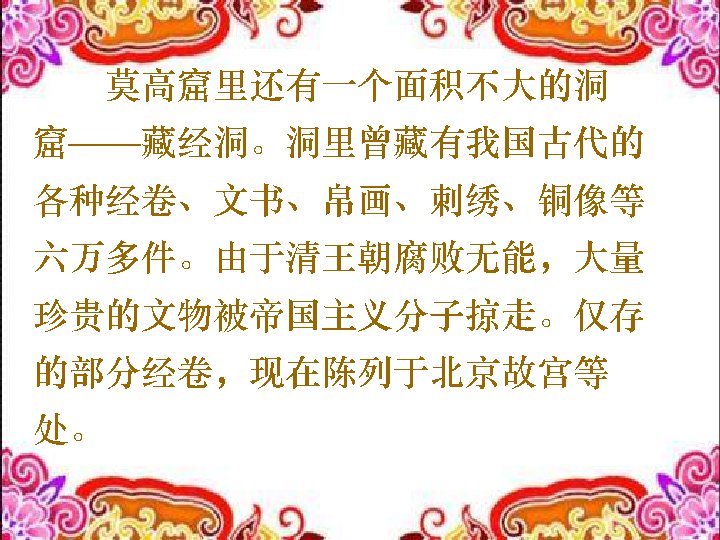 莫高窟里还有一个面积不大的洞
窟——藏经洞。洞里曾藏有我国古代的
各种经卷、文书、帛画、刺绣、铜像等
六万多件。由于清王朝腐败无能，大量
珍贵的文物被帝国主义分子掠走。仅存
的部分经卷，现在陈列于北京故宫等
处。